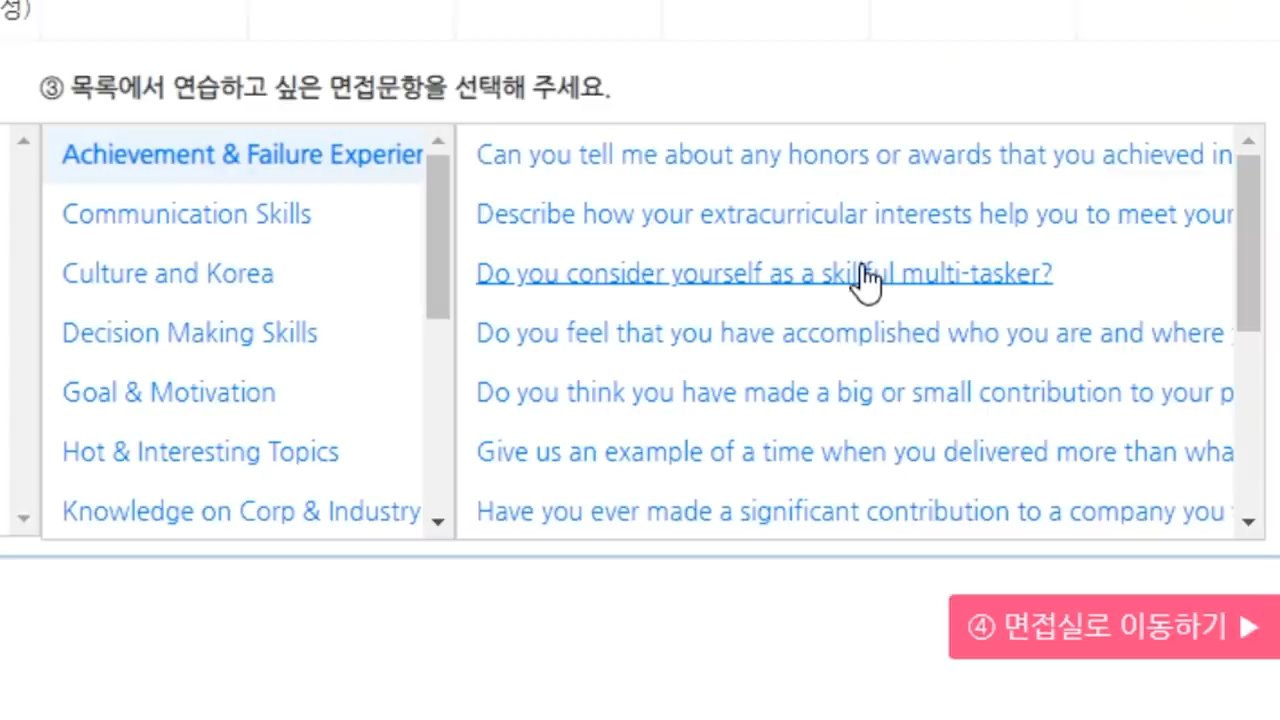 성)
③ 목록에서 연습하고 싶은 면접문항을 선택해 주세요.
Achievement & Failure Experier
Communication Skills
Culture and Korea
Decision Making Skills
Goal & Motivation
Hot & Interesting Topics
Knowledge on Corp & Industry
Can you tell me about any honors or awards that you achieved in
Describe how your extracurricular interests help you to meet your
Do you consider yourself as a skillful multi-tasker?
Do you feel that you have accomplished who you are and where
Do you think you have made a big or small contribution to your p
Give us an example of a time when you delivered more than wha
Have you ever made a significant contribution to a company you
④ 면접실로 이동하기 ▶